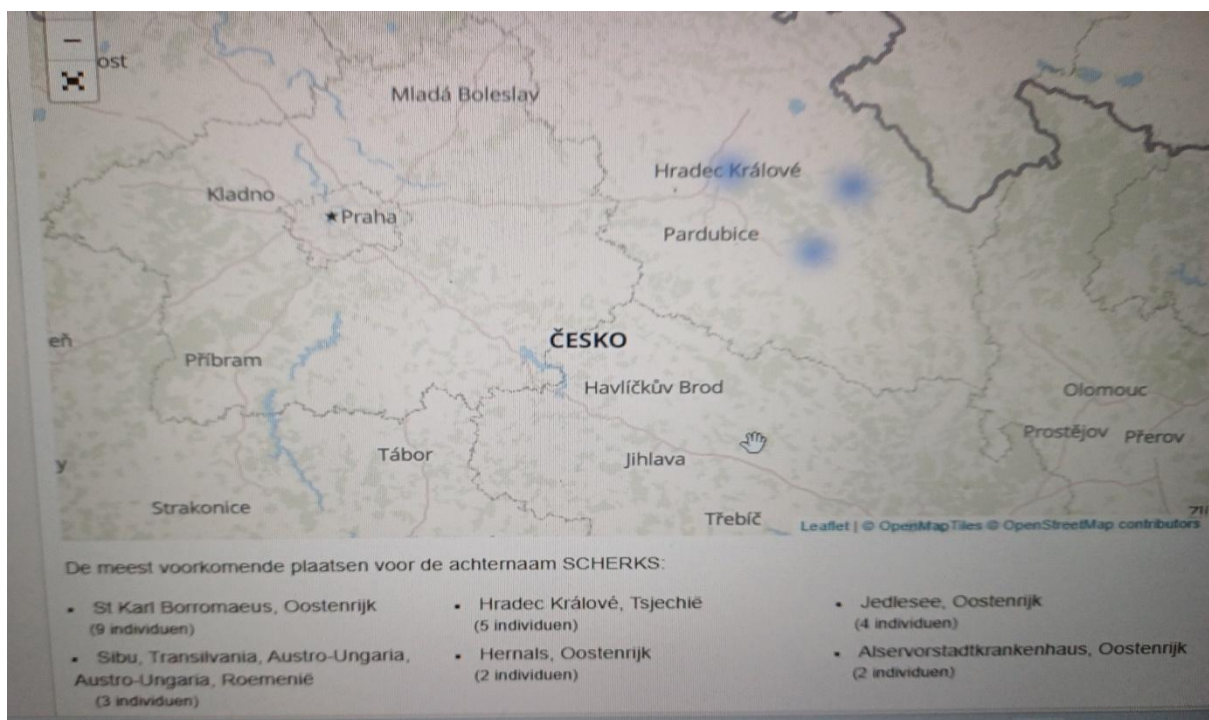 −
ost
Mladá Boleslav
Hradec Králové
Kladno
★Praha
Pardubice
ČESKO
eň
Příbram
Havlíčkův Brod
Olomouc
Prostějov Přerov
Tábor
Jihlava
y
Strakonice
Třebíč
Zlí
Leaflet | © OpenMapTiles © OpenStreetMap contributors
De meest voorkomende plaatsen voor de achternaam SCHERKS:
• St Karl Borromaeus, Oostenrijk
(9 individuen)
• Sibu, Transilvania, Austro-Ungaria,
Austro-Ungaria, Roemenië
(3 individuen)
• Hradec Králové, Tsjechië
(5 individuen)
• Hernals, Oostenrijk
(2 individuen)
• Jedlesee, Oostenrijk
(4 individuen)
• Alservorstadtkrankenhaus, Oostenrijk
(2 individuen)